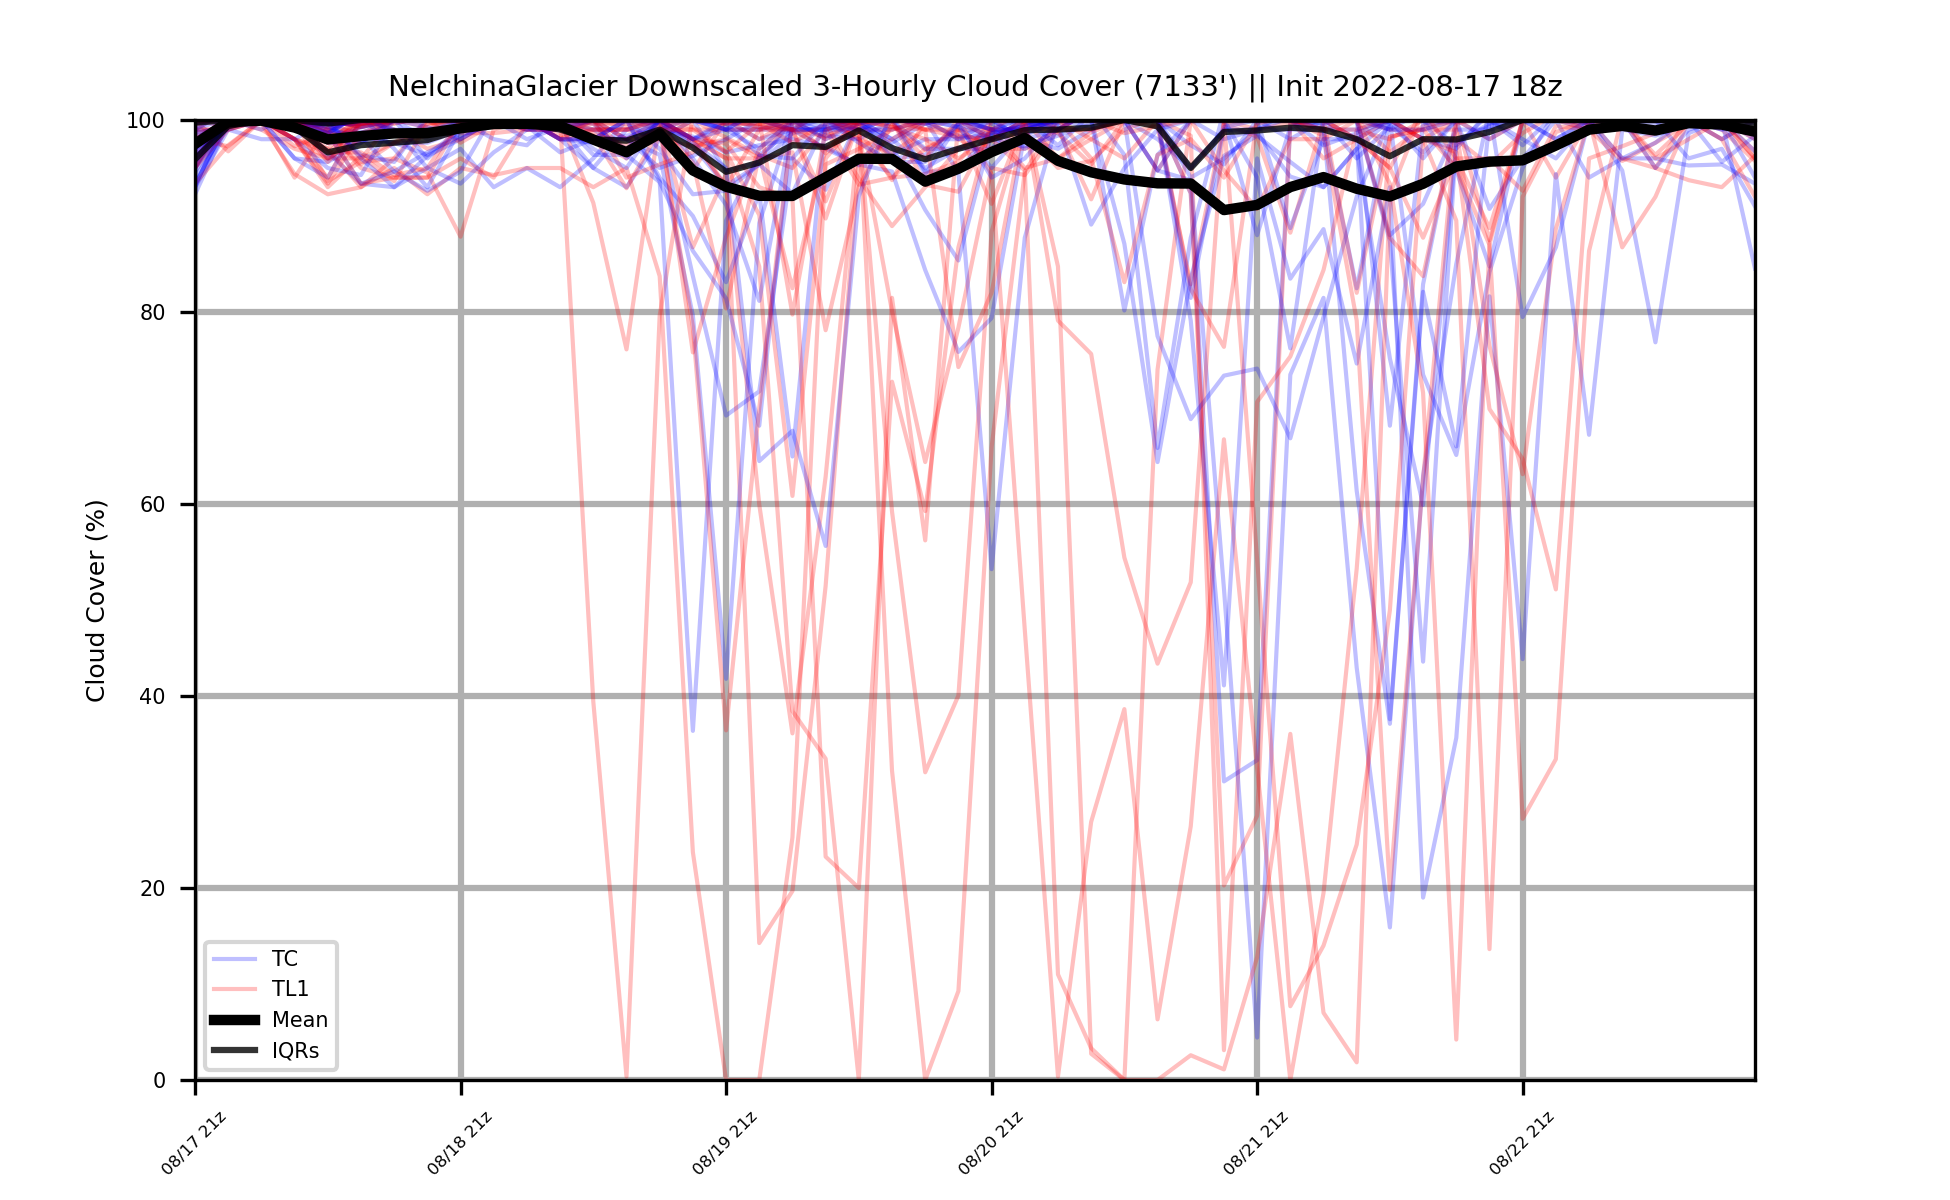 NelchinaGlacier Downscaled 3-Hourly Cloud Cover (7133') || Init 2022-08-17 18z
Cloud Cover (%)
100
80
60
40
20
0
TC
TL1
Mean
IQRs
08/17 21z
08/18 21z
08/19 21z
08/20 21z
08/21 21z
08/22 21z